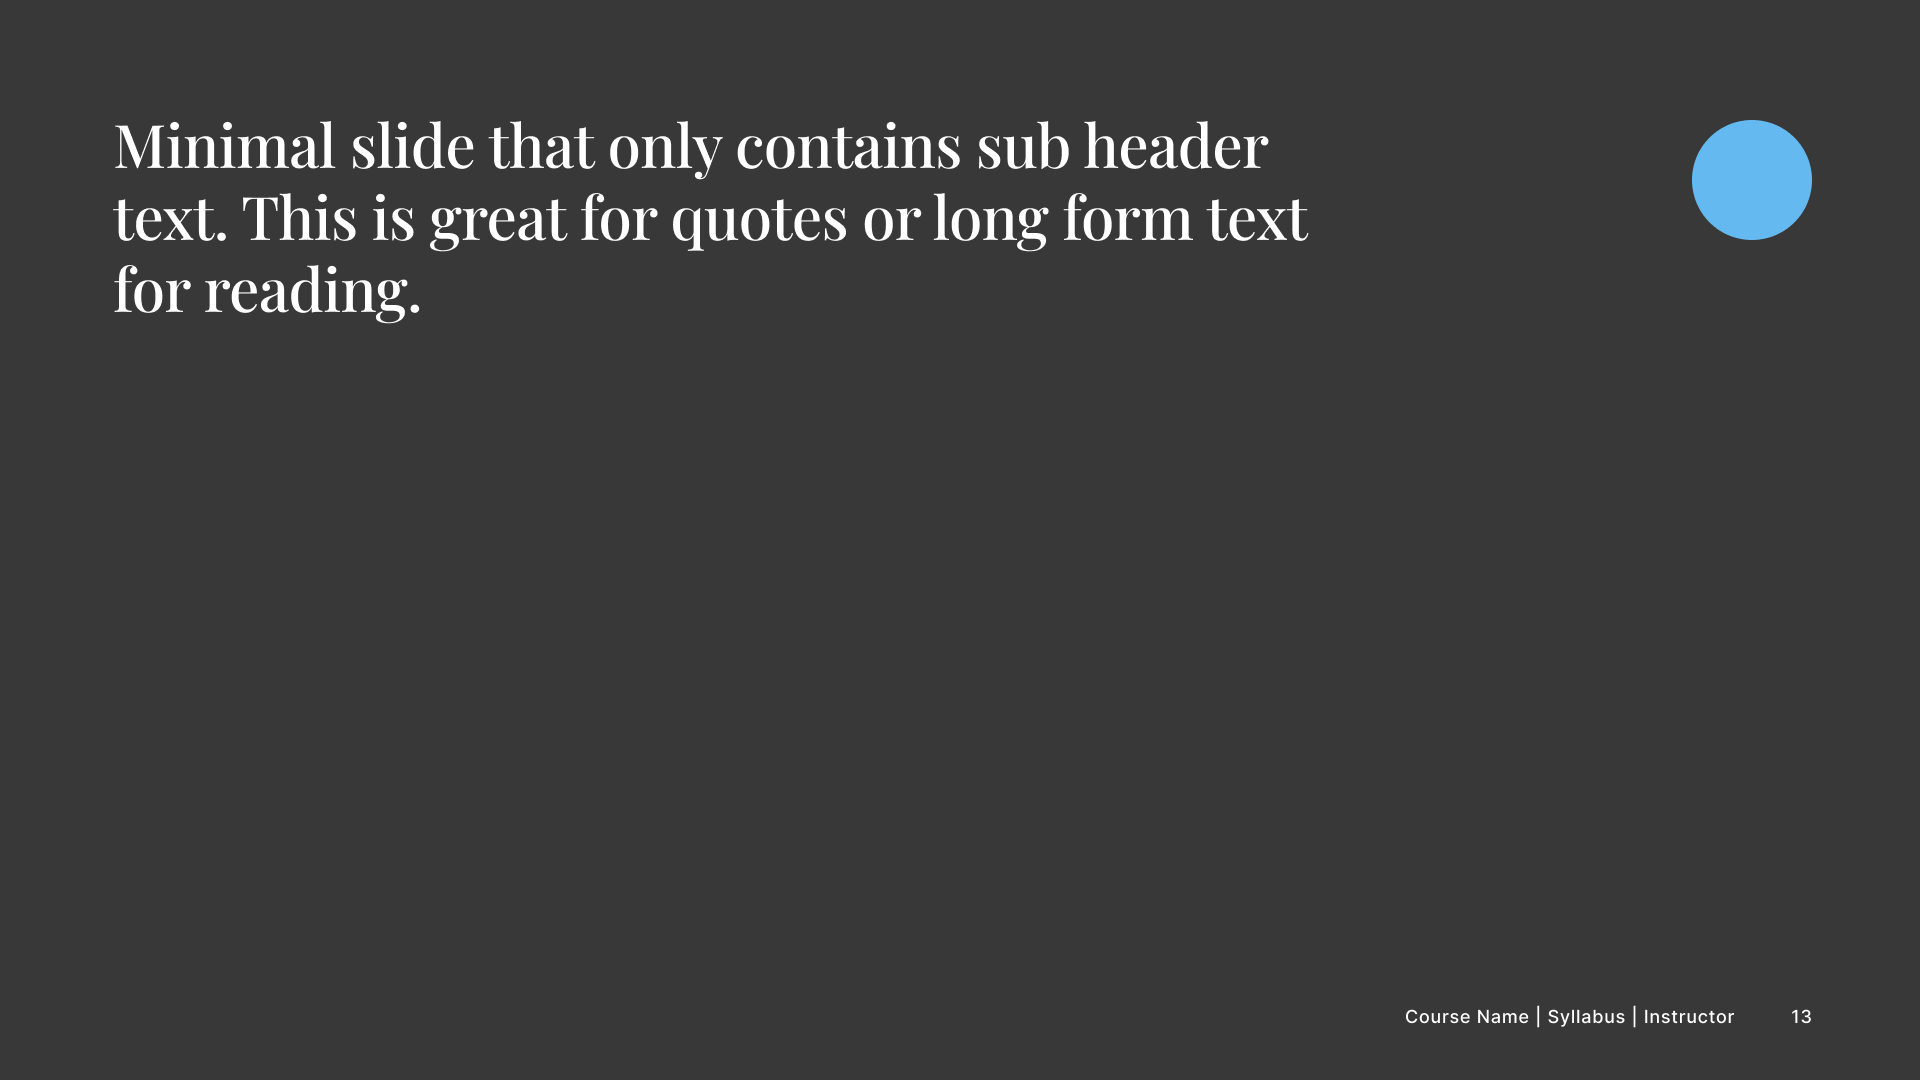 Minimal slide that only contains sub header
text. This is great for quotes or long form text
for reading.
Course Name | Syllabus | Instructor 13